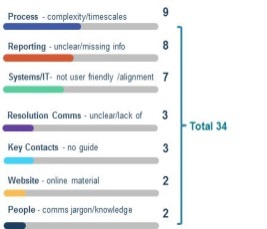 Process - complexity/timescales 9
Reporting - unclear/missing info 8
Systems/IT- not user friendly /alignment 7
Resolution Comms - unclear/lack of 3
Total 34
Key Contacts - no guide 3
Website - online material 2
People - comms jargon/knowledge 2